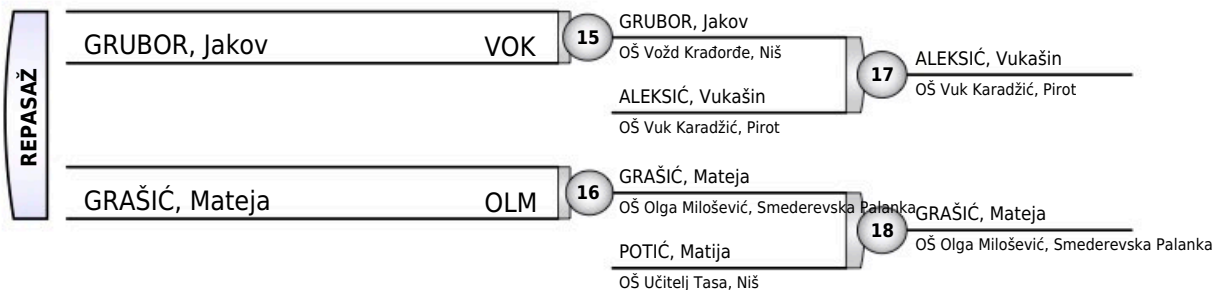 REPASAŽ
GRUBOR, Jakov VOK
15
GRUBOR, Jakov
OŠ Vožd Krađorđe, Niš
ALEKSIĆ, Vukašin
OŠ Vuk Karadžić, Pirot
17
ALEKSIĆ, Vukašin
OŠ Vuk Karadžić, Pirot
GRAŠIĆ, Mateja OLM
16
GRAŠIĆ, Mateja
OŠ Olga Milošević, Smederevska Palanka
POTIĆ, Matija
OŠ Učitelj Tasa, Niš
18
GRAŠIĆ, Mateja
OŠ Olga Milošević, Smederevska Palanka